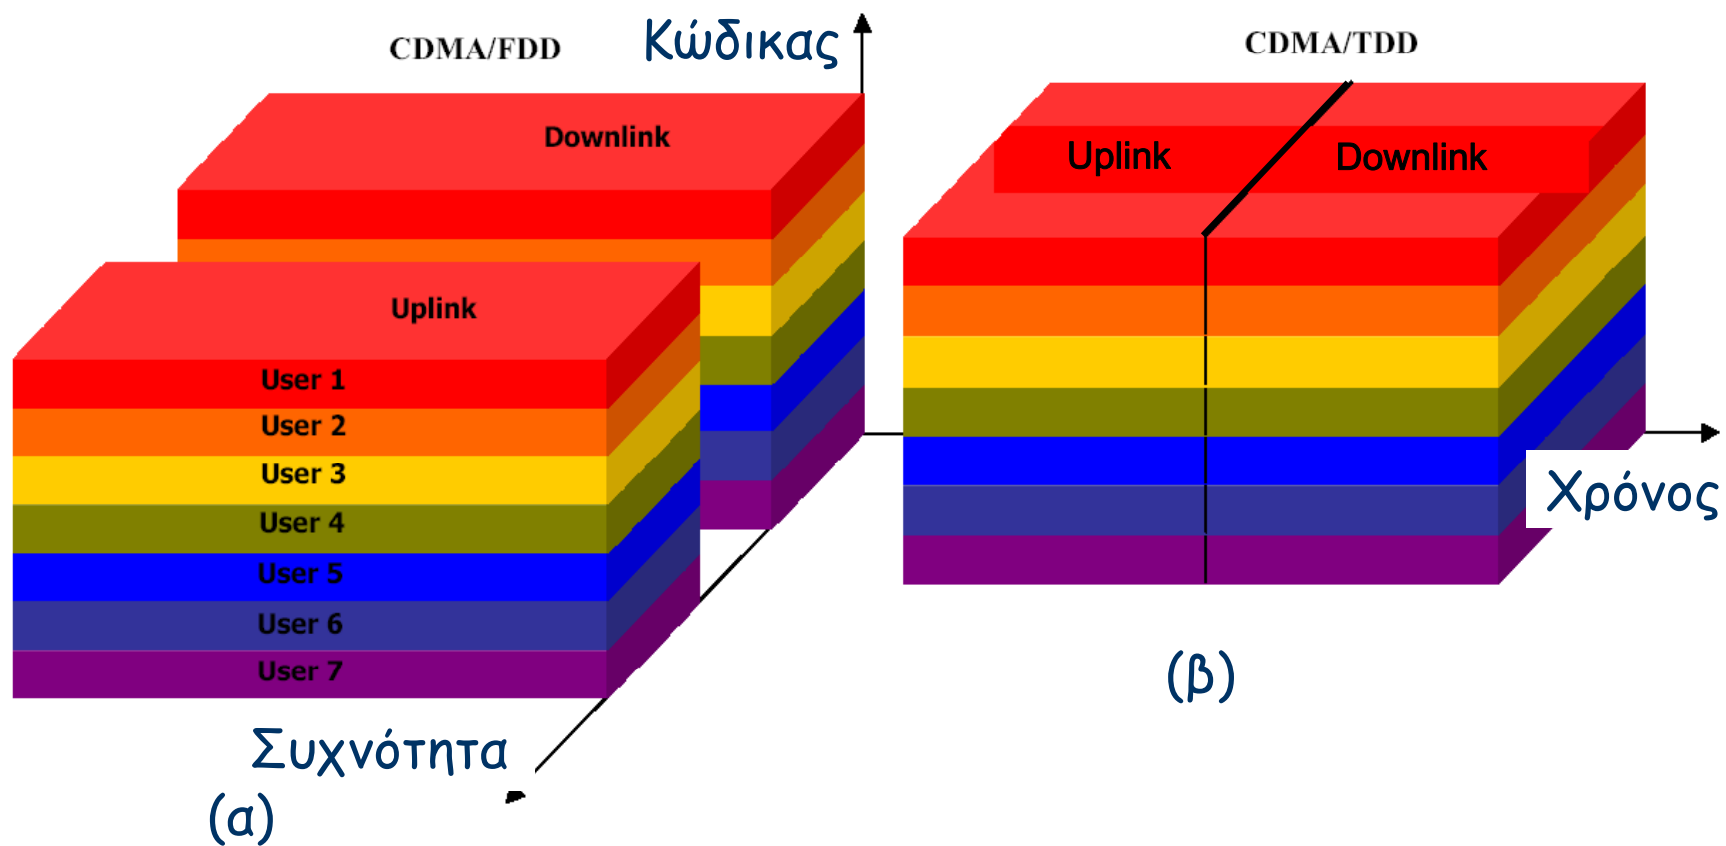 CDMA/FDD
Κώδικας
CDMA/TDD
Downlink
Uplink
User 1
User 2
User 3
User 4
User 5
User 6
User 7
Συχνότητα
(α)
Uplink
Downlink
Χρόνος
(β)